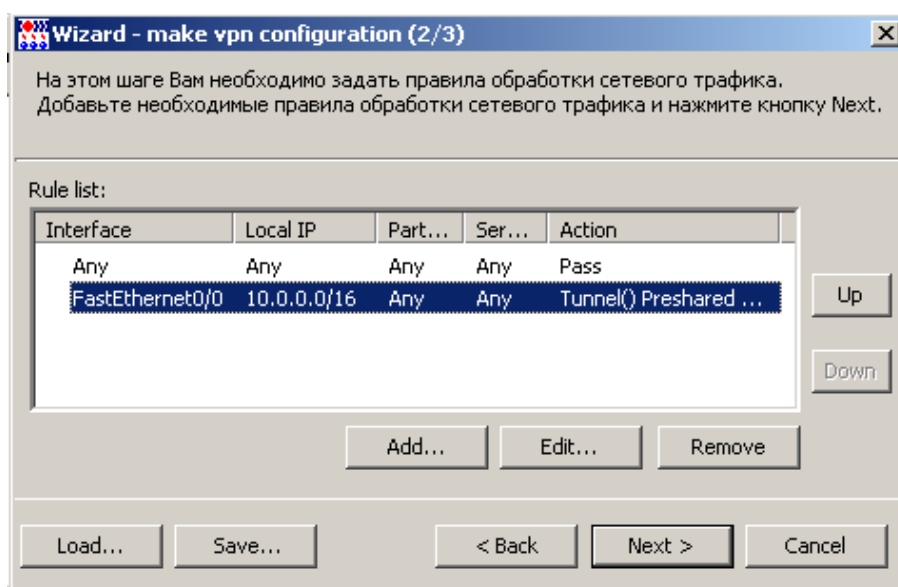 Wizard - make vpn configuration (2/3)
На этом шаге Вам необходимо задать правила обработки сетевого трафика.
Добавьте необходимые правила обработки сетевого трафика и нажмите кнопку Next.
Rule list:
Interface Local IP Part... Ser... Action
Any Any Any Any Pass
FastEthernet0/0 10.0.0.0/16 Any Any Tunnel() Preshared ...
Up
Down
Add... Edit... Remove
Load... Save... < Back Next > Cancel